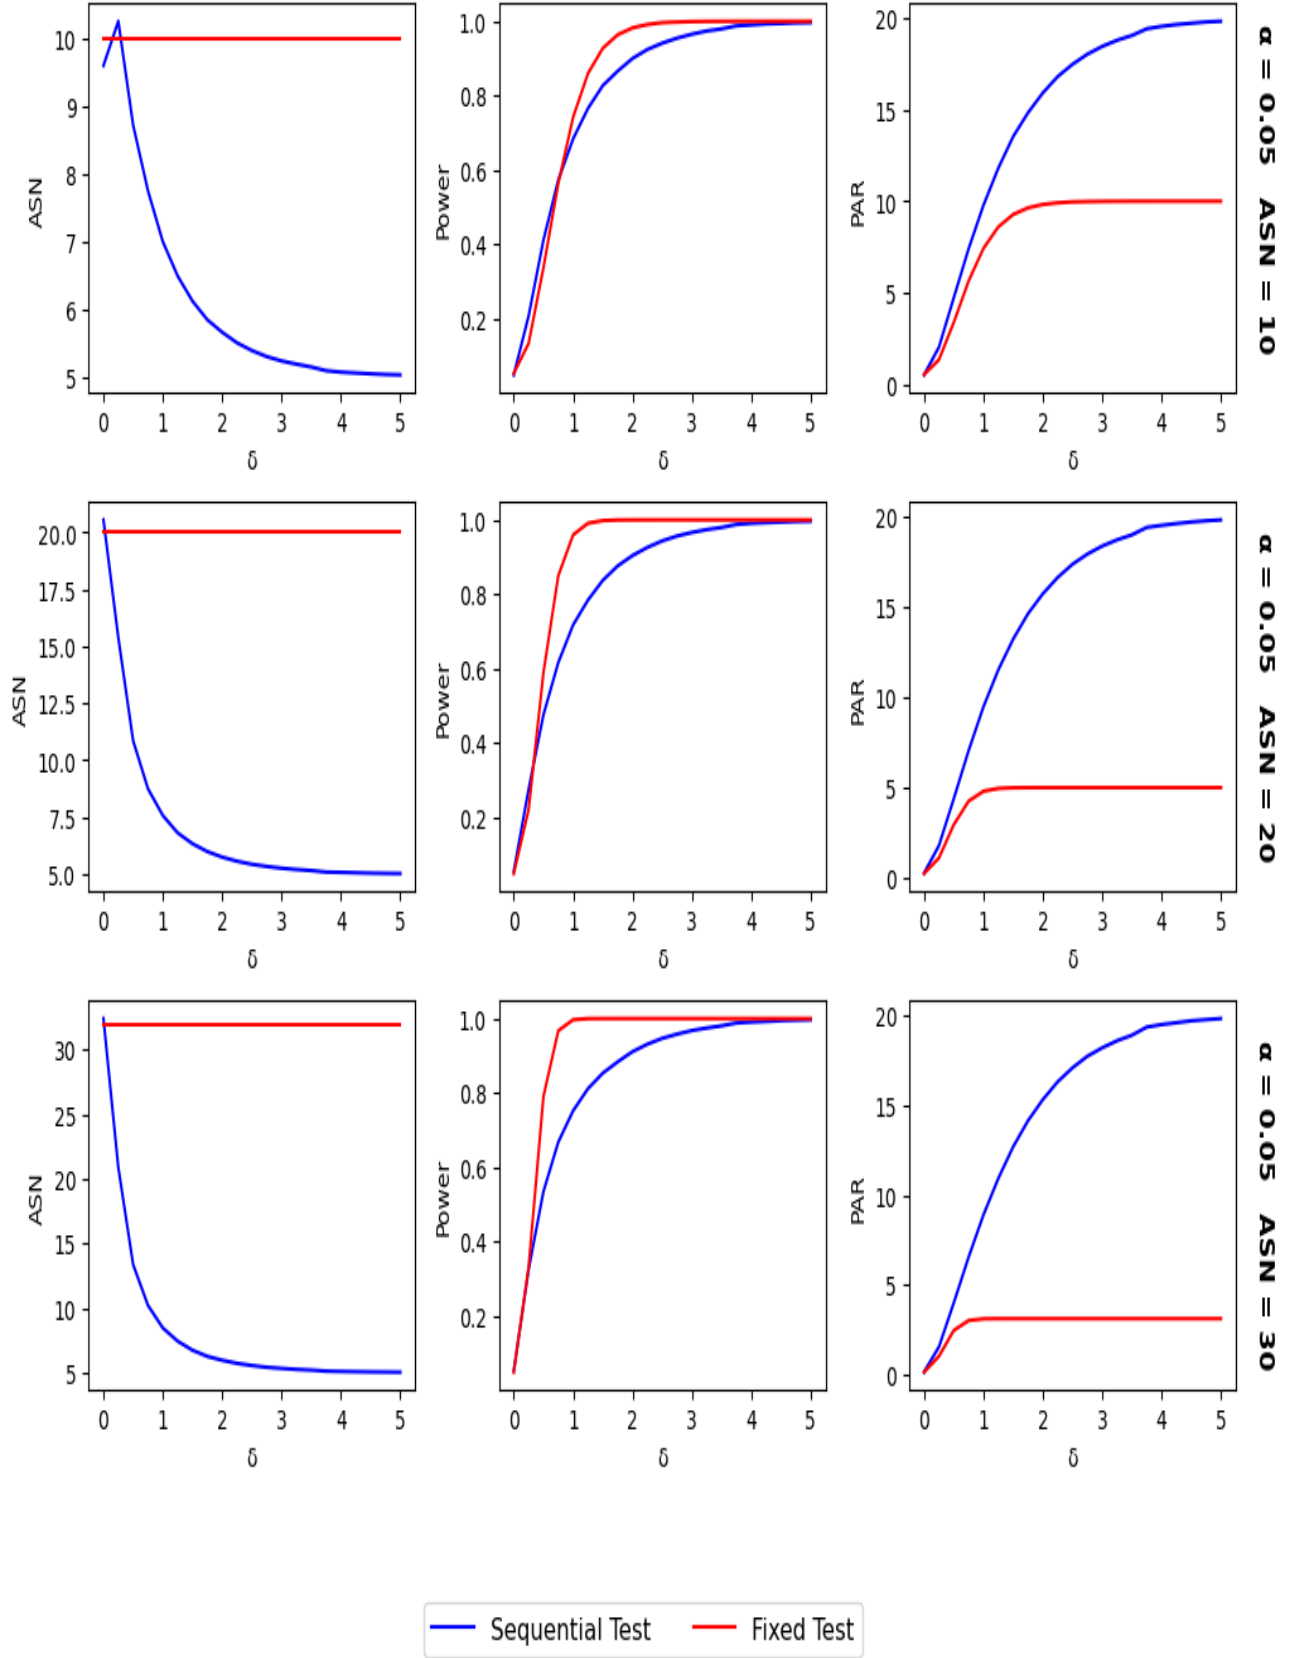 10
9
8
7
6
5
ASN
0 1 2 3 4 5
δ
1.0
0.8
0.6
0.4
0.2
Power
0 1 2 3 4 5
δ
20
15
10
5
0
PAR
0 1 2 3 4 5
δ
α = 0.05 ASN = 10
20.0
17.5
15.0
12.5
10.0
7.5
5.0
ASN
0 1 2 3 4 5
δ
1.0
0.8
0.6
0.4
0.2
Power
0 1 2 3 4 5
δ
20
15
10
5
0
PAR
0 1 2 3 4 5
δ
α = 0.05 ASN = 20
30
25
20
15
10
5
ASN
0 1 2 3 4 5
δ
1.0
0.8
0.6
0.4
0.2
Power
0 1 2 3 4 5
δ
20
15
10
5
0
PAR
0 1 2 3 4 5
δ
α = 0.05 ASN = 30
Sequential Test Fixed Test